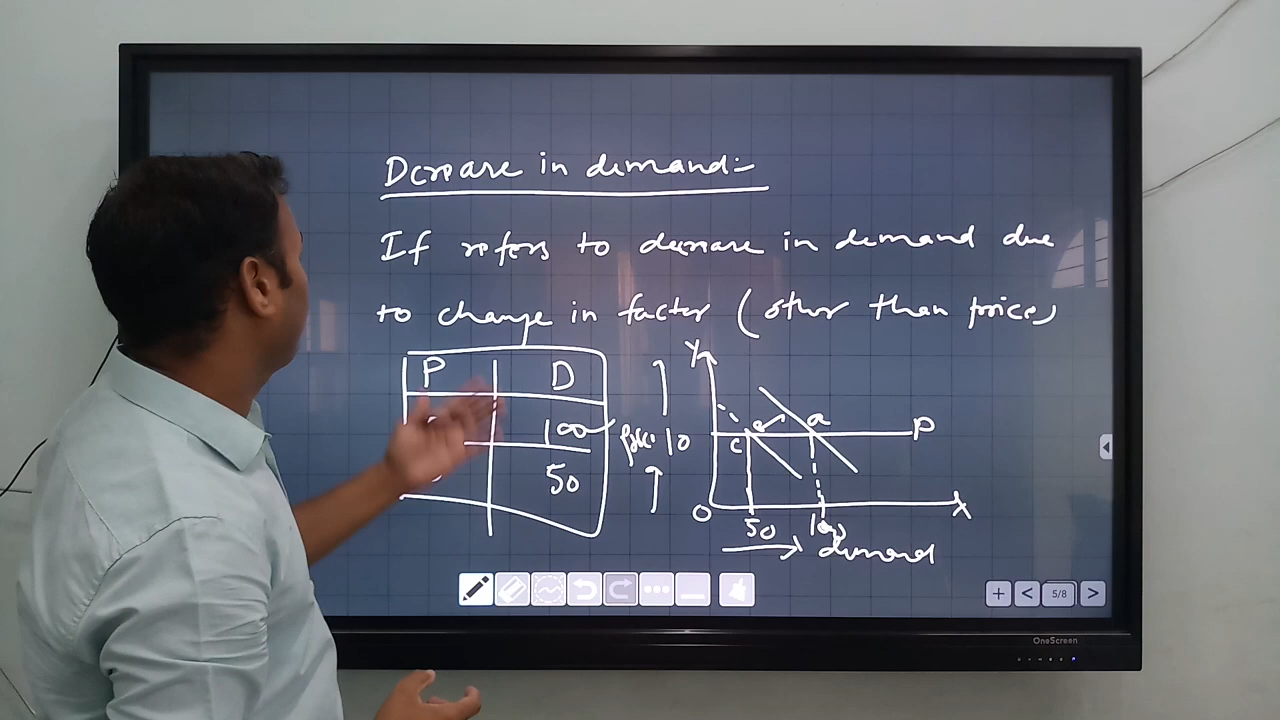 Dcrease in demand:-
If refers to decrease in demand due
to change in factor (other than price)
P D
100
50
Price 10
Y
a
P
c
O
50 100
X
demand
5/8
OneScreen